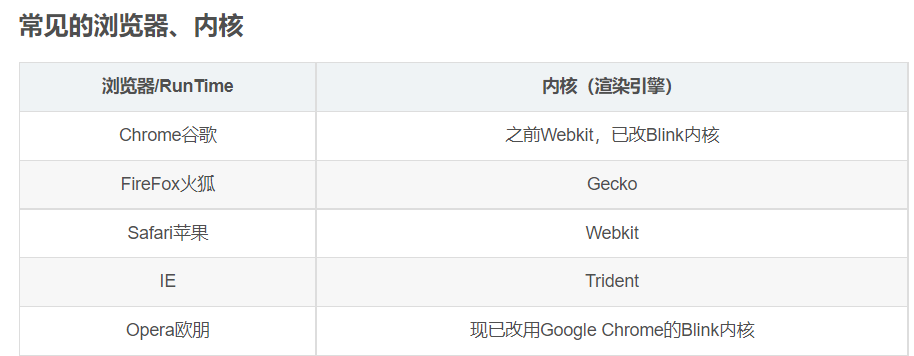 常见的浏览器、内核
浏览器/RunTime 内核（渲染引擎）
Chrome谷歌 之前Webkit，已改Blink内核
FireFox火狐 Gecko
Safari苹果 Webkit
IE Trident
Opera欧朋 现已改用Google Chrome的Blink内核